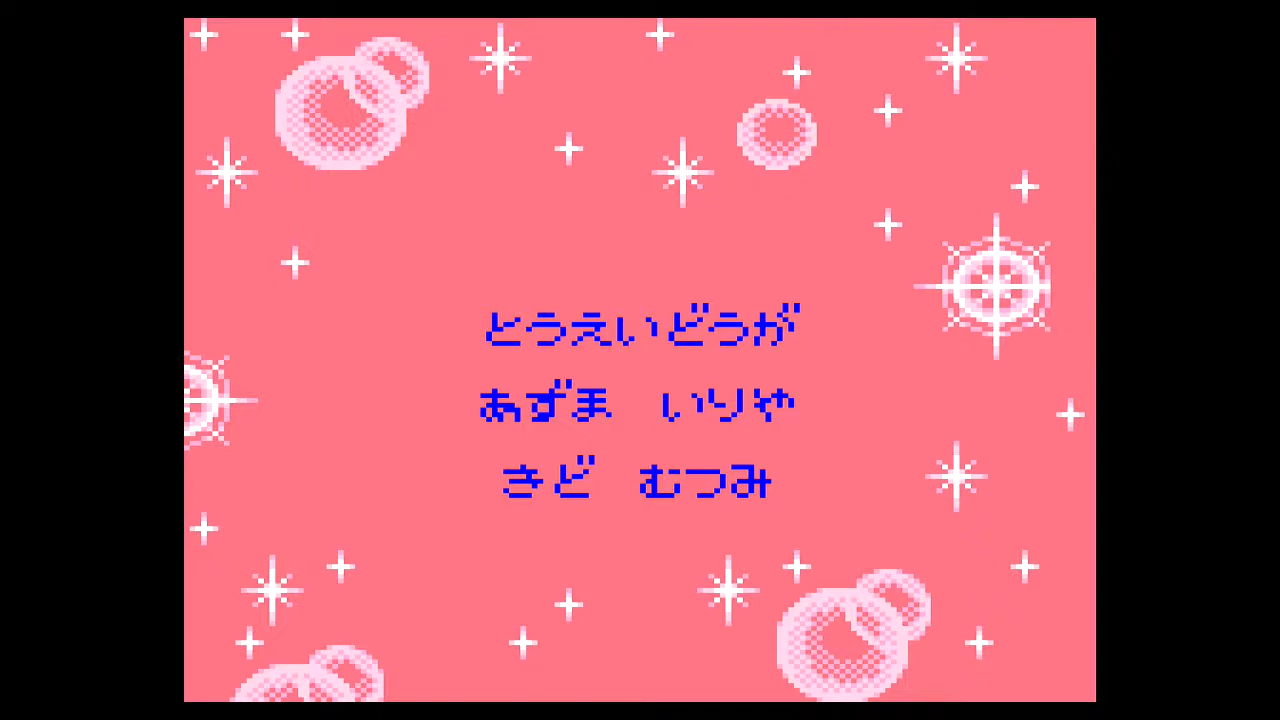 とうえいどうが
あずま　いりや
きど　むつみ